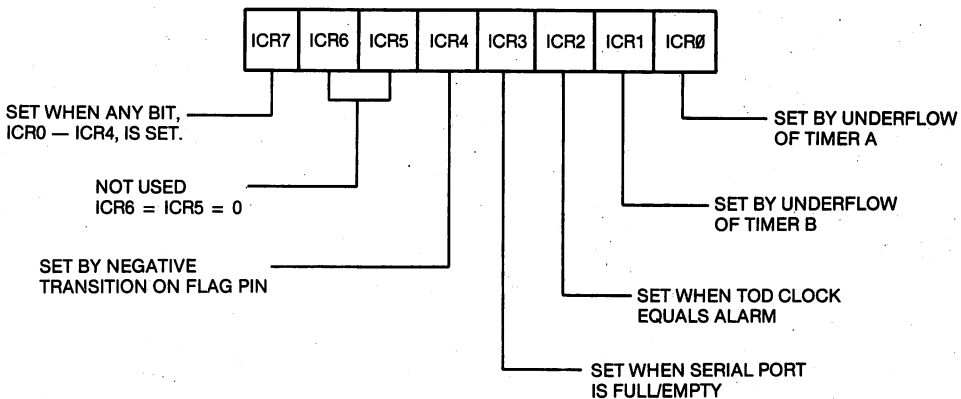 ICR7 ICR6 ICR5 ICR4 ICR3 ICR2 ICR1 ICRØ
SET WHEN ANY BIT,
ICR0 — ICR4, IS SET.
SET BY UNDERFLOW
OF TIMER A
NOT USED
ICR6 = ICR5 = 0
SET BY UNDERFLOW
OF TIMER B
SET BY NEGATIVE
TRANSITION ON FLAG PIN
SET WHEN TOD CLOCK
EQUALS ALARM
SET WHEN SERIAL PORT
IS FULL/EMPTY